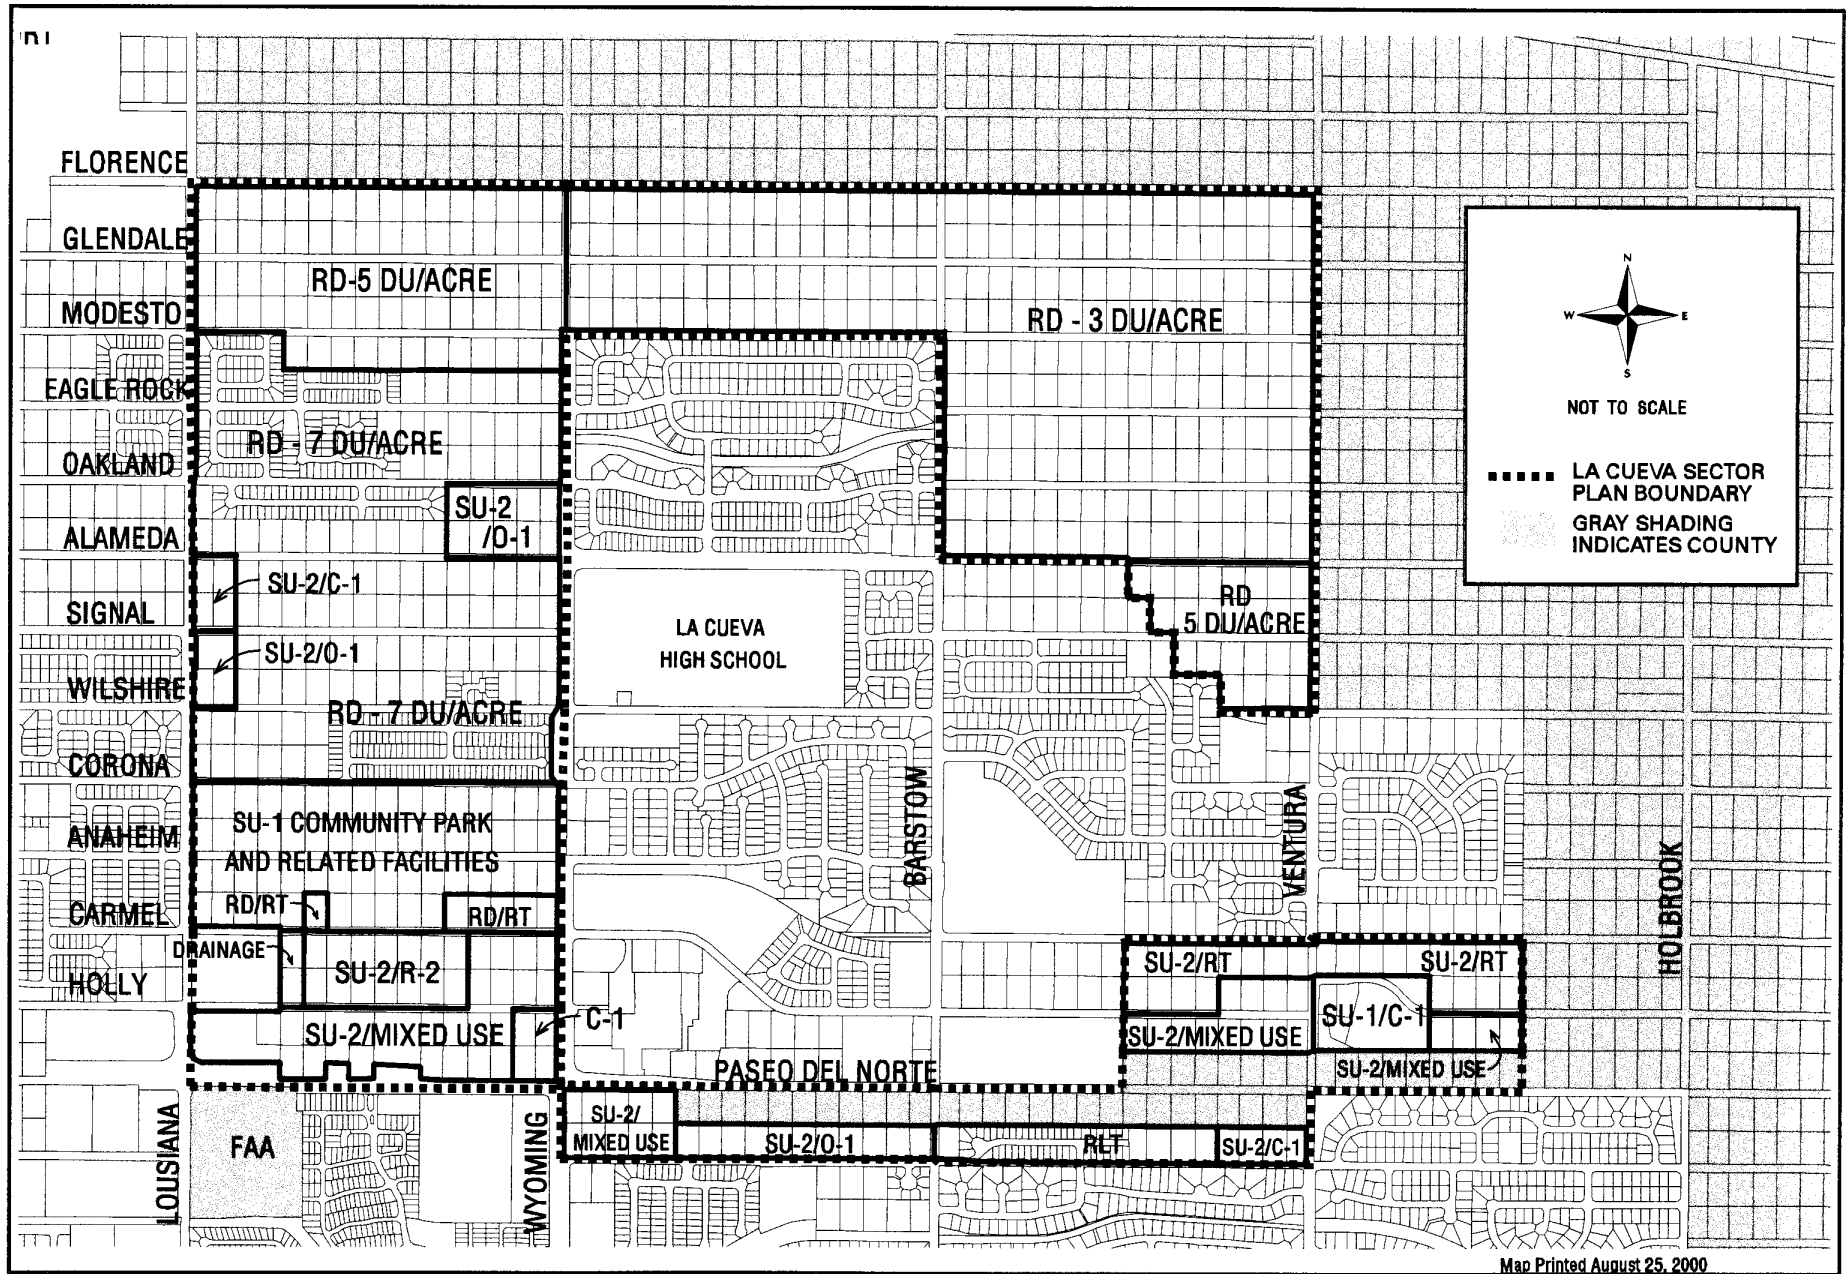 FLORENCE
GLENDALE
MODESTO
EAGLE ROCK
OAKLAND
ALAMEDA
SIGNAL
WILSHIRE
CORONA
ANAHEIM
CARMEL
HOLLY
RD-5 DU/ACRE
RD - 3 DU/ACRE
RD - 7 DU/ACRE
SU-2
/O-1
SU-2/C-1
SU-2/O-1
RD - 7 DU/ACRE
LA CUEVA
HIGH SCHOOL
RD
5 DU/ACRE
SU-1 COMMUNITY PARK
AND RELATED FACILITIES
RD/RT
RD/RT
DRAINAGE
SU-2/R-2
SU-2/MIXED USE
C-1
BARSTOW
VENTURA
HOLBROOK
SU-2/RT
SU-2/RT
SU-1/C-1
SU-2/MIXED USE
SU-2/MIXED USE
PASEO DEL NORTE
LOUSIANA
FAA
WYOMING
SU-2/
MIXED USE
SU-2/O-1
RLT
SU-2/C-1
N
W
E
S
NOT TO SCALE
LA CUEVA SECTOR
PLAN BOUNDARY
GRAY SHADING
INDICATES COUNTY
Map Printed August 25, 2000